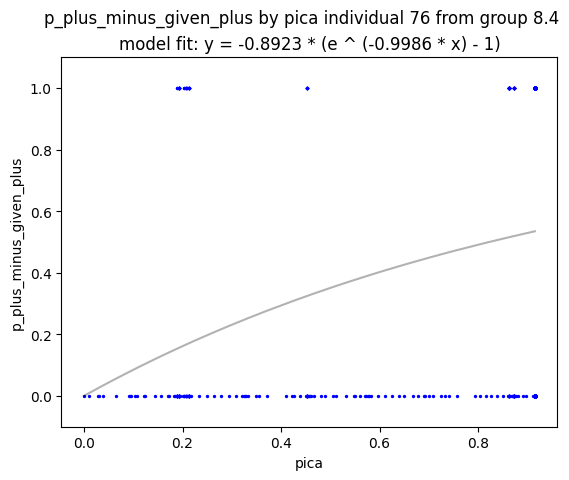 p_plus_minus_given_plus by pica individual 76 from group 8.4
model fit: y = -0.8923 * (e ^ (-0.9986 * x) - 1)
1.0
0.8
0.6
0.4
0.2
0.0
p_plus_minus_given_plus
0.0 0.2 0.4 0.6 0.8
pica